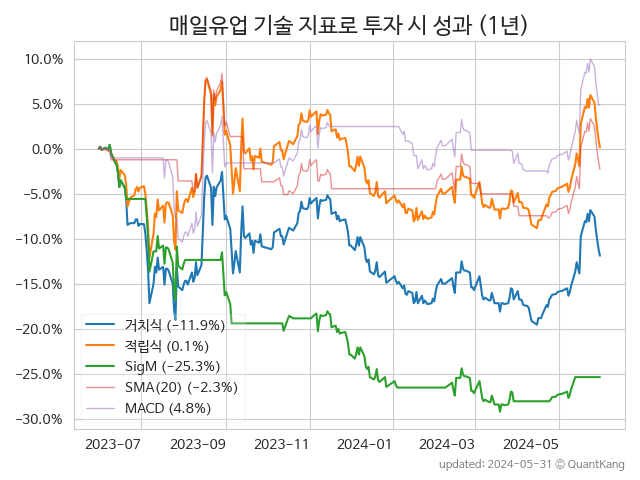 매일유업 기술 지표로 투자 시 성과 (1년)
10.0%
5.0%
0.0%
−5.0%
−10.0%
−15.0%
−20.0%
−25.0%
−30.0%
거치식 (−11.9%)
적립식 (0.1%)
SigM (−25.3%)
SMA(20) (−2.3%)
MACD (4.8%)
2023−07 2023−09 2023−11 2024−01 2024−03 2024−05
updated: 2024-05-31 © QuantKang